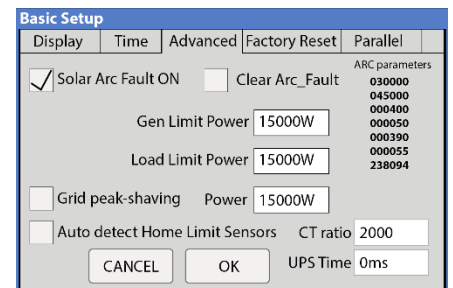 Basic Setup
Display Time Advanced Factory Reset Parallel
ARC parameters
Solar Arc Fault ON Clear Arc_Fault 030000
045000
000400
Gen Limit Power 15000W 000050
000390
000055
Load Limit Power 15000W 238094
Grid peak-shaving Power 15000W
Auto detect Home Limit Sensors CT ratio 2000
CANCEL OK UPS Time 0ms